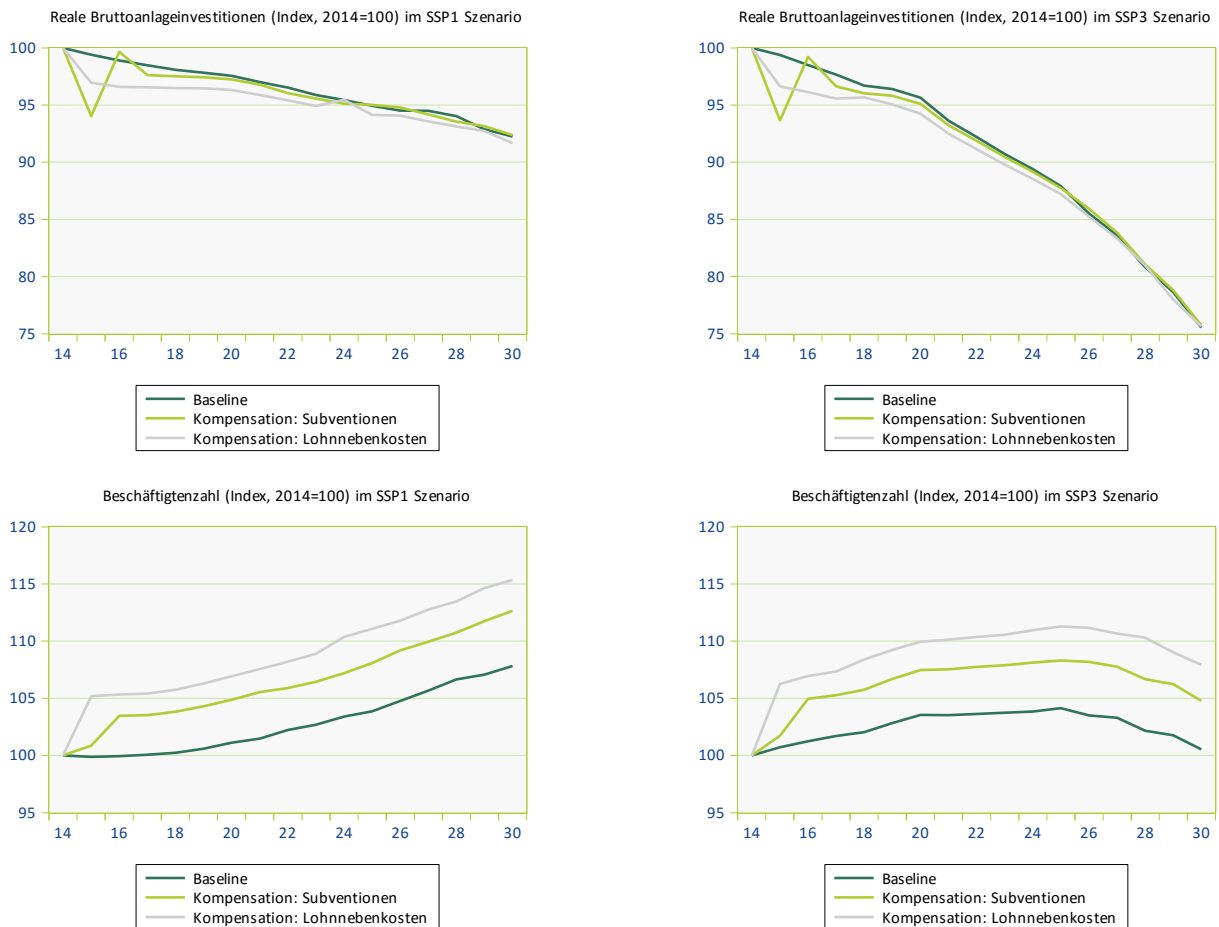 Reale Bruttoanlageinvestitionen (Index, 2014=100) im SSP1 Szenario
100
95
90
85
80
75
14 16 18 20 22 24 26 28 30
Baseline
Kompensation: Subventionen
Kompensation: Lohnnebenkosten
Reale Bruttoanlageinvestitionen (Index, 2014=100) im SSP3 Szenario
100
95
90
85
80
75
14 16 18 20 22 24 26 28 30
Baseline
Kompensation: Subventionen
Kompensation: Lohnnebenkosten
Beschäftigtenzahl (Index, 2014=100) im SSP1 Szenario
120
115
110
105
100
95
14 16 18 20 22 24 26 28 30
Baseline
Kompensation: Subventionen
Kompensation: Lohnnebenkosten
Beschäftigtenzahl (Index, 2014=100) im SSP3 Szenario
120
115
110
105
100
95
14 16 18 20 22 24 26 28 30
Baseline
Kompensation: Subventionen
Kompensation: Lohnnebenkosten